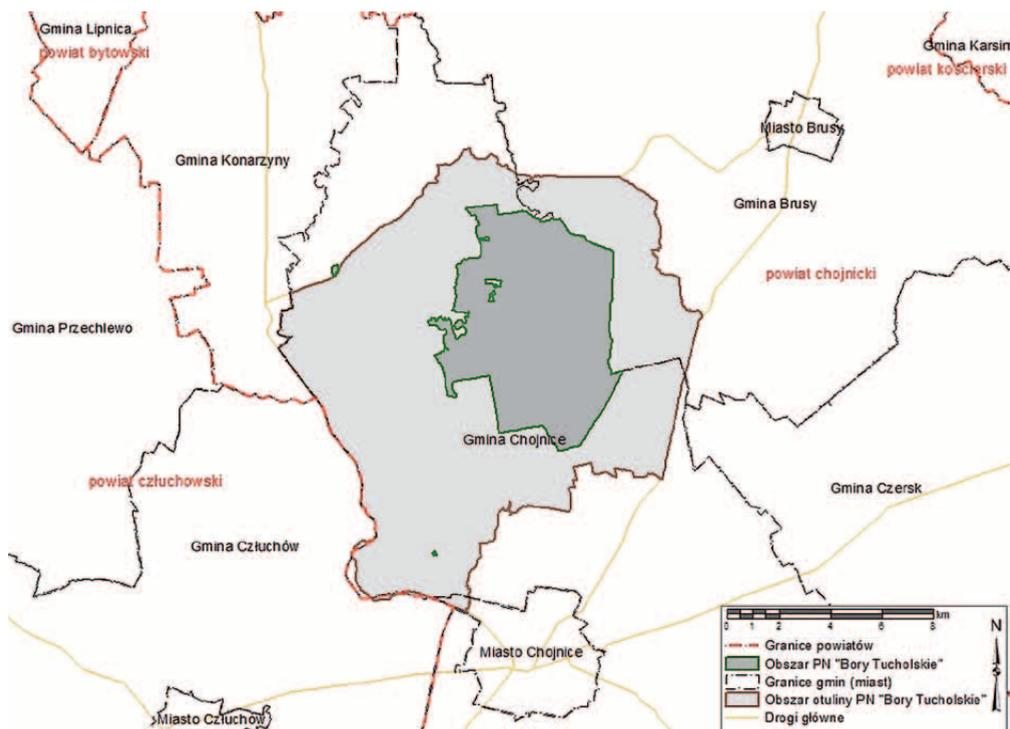 Gmina Lipnica
powiat bytowski
Gmina Karsin
powiat kościerski
Miasto Brusy
Gmina Konarzyny
Gmina Brusy
powiat chojnicki
Gmina Przechlewo
Gmina Chojnice
powiat człuchowski
Gmina Czersk
Gmina Człuchów
Miasto Chojnice
Miasto Człuchów
0 1 2 4 6 8 km
N
Granice powiatów
Obszar PN "Bory Tucholskie"
Granice gmin (miast)
Obszar otuliny PN "Bory Tucholskie"
Drogi główne